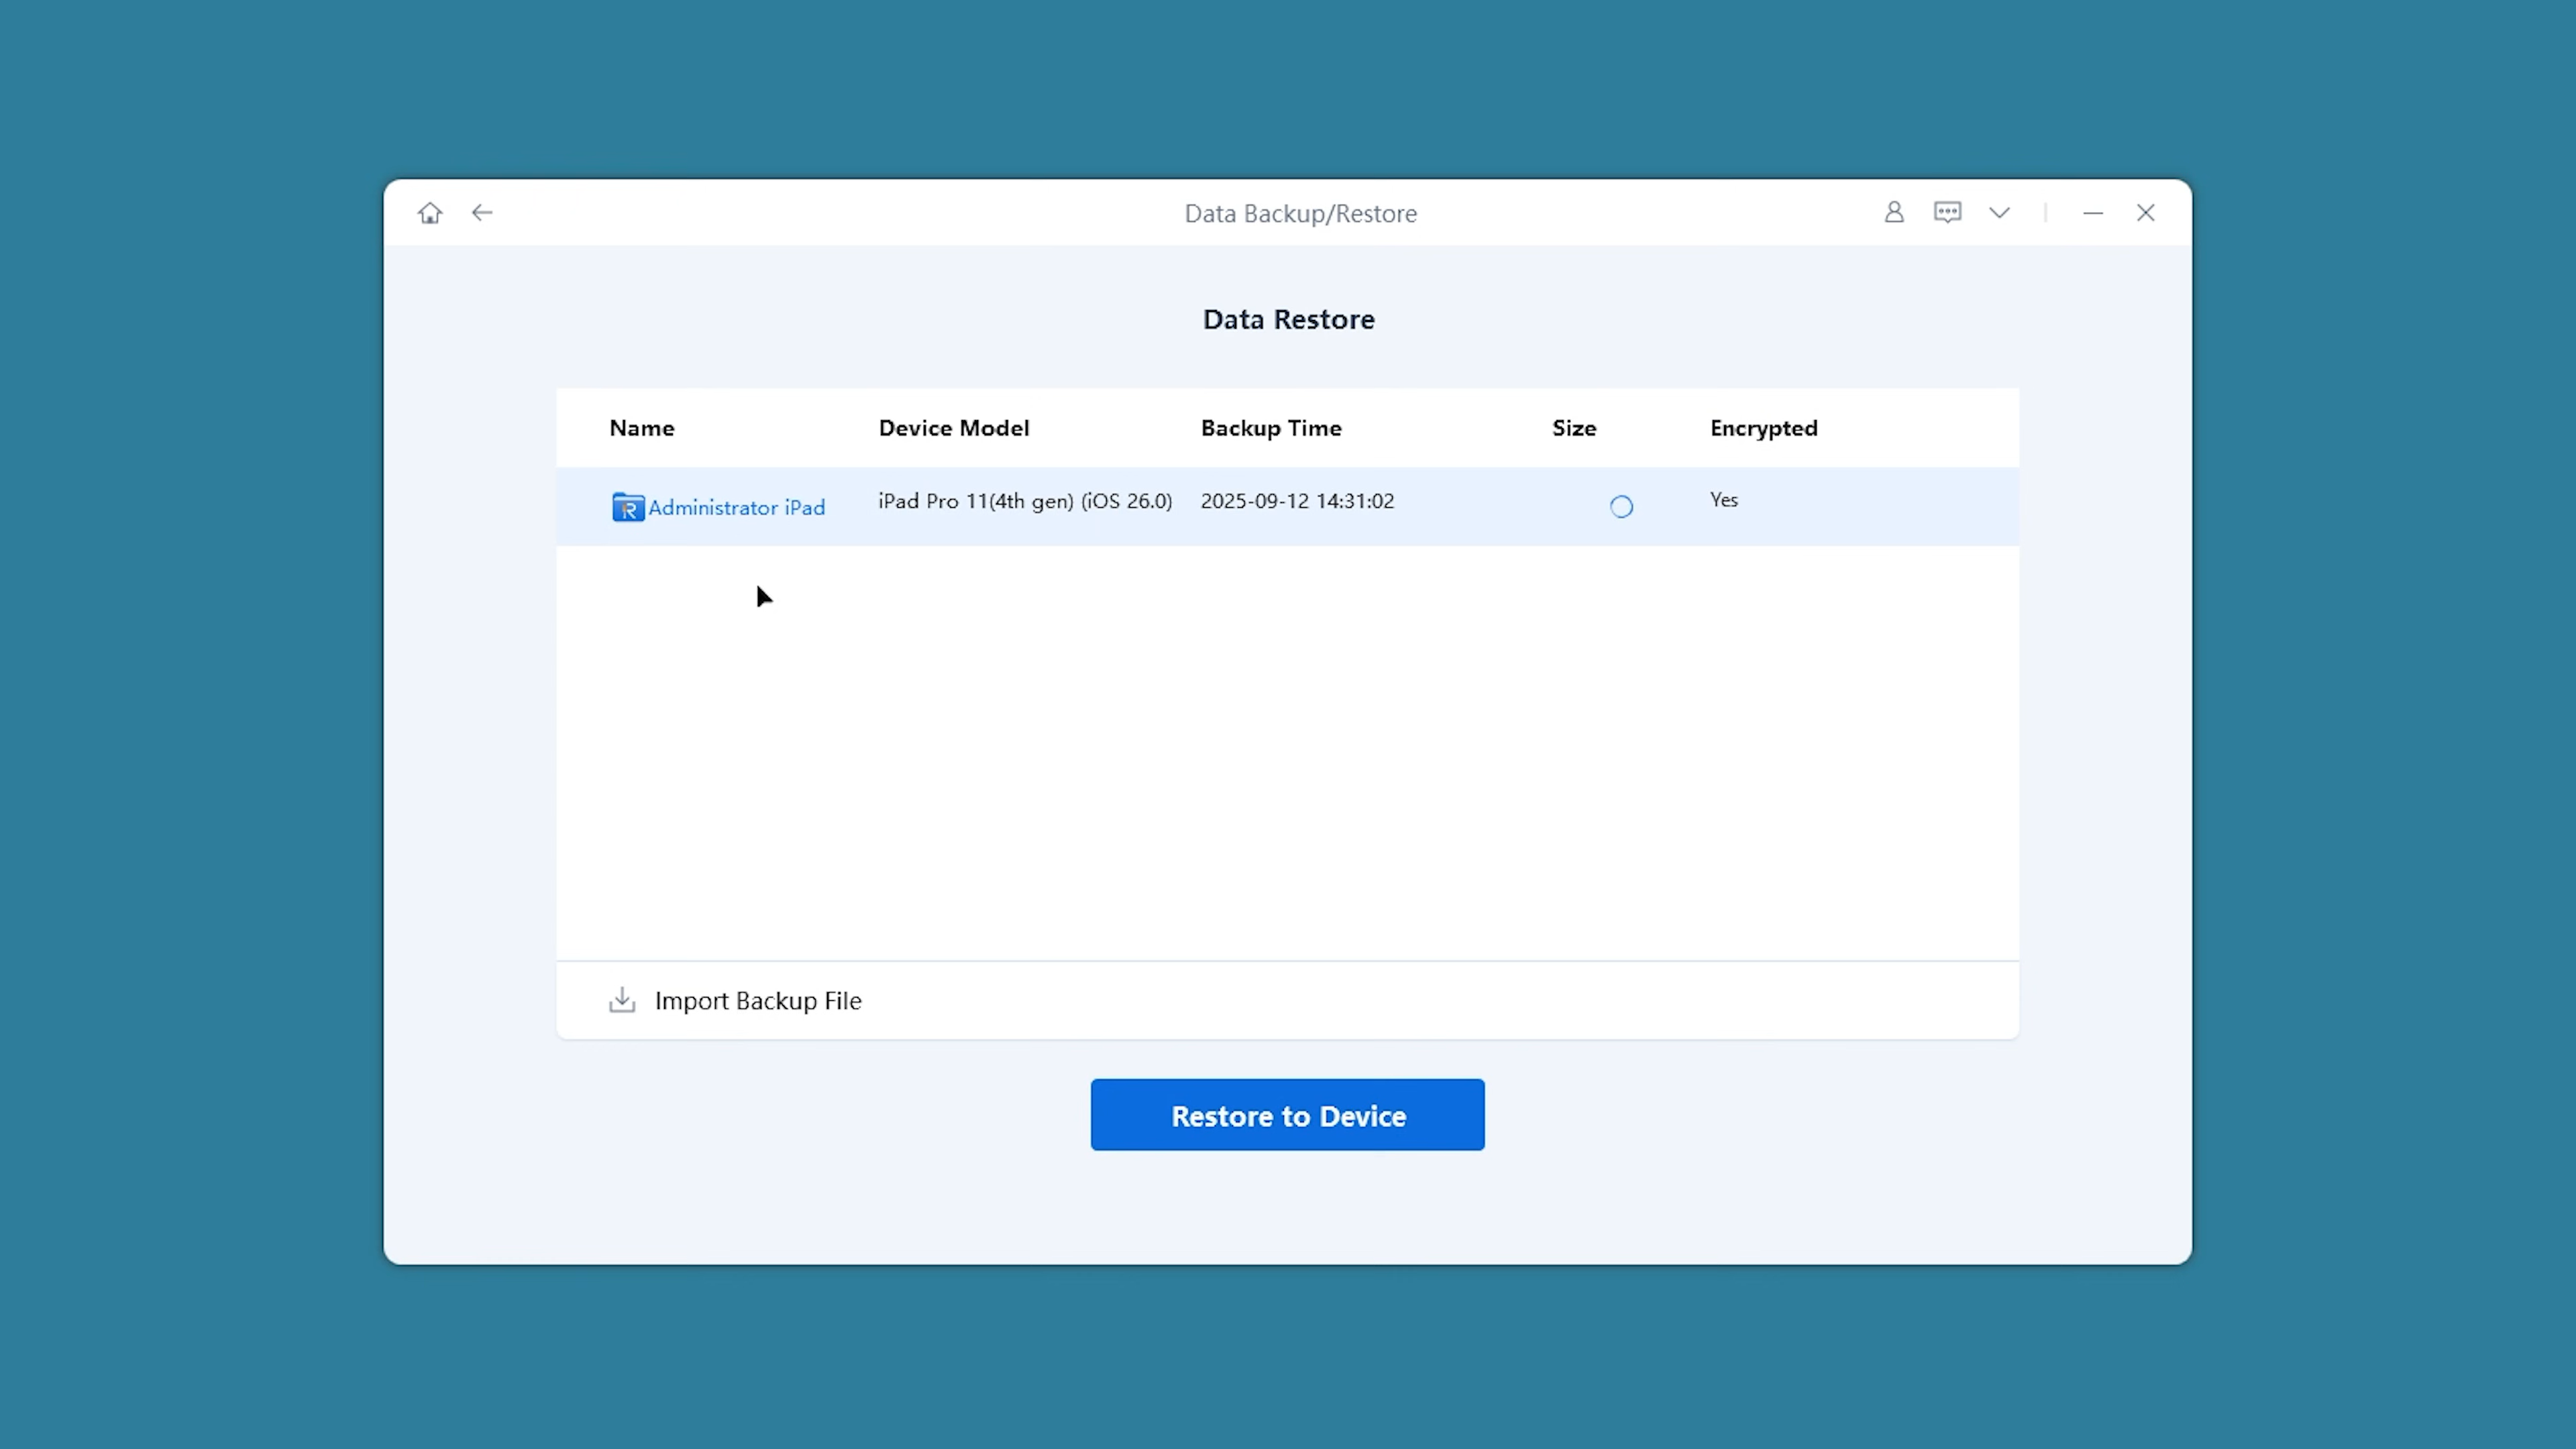 Data Backup/Restore
Data Restore
Name Device Model Backup Time Size Encrypted
Administrator iPad iPad Pro 11(4th gen) (iOS 26.0) 2025-09-12 14:31:02 Yes
Import Backup File
Restore to Device